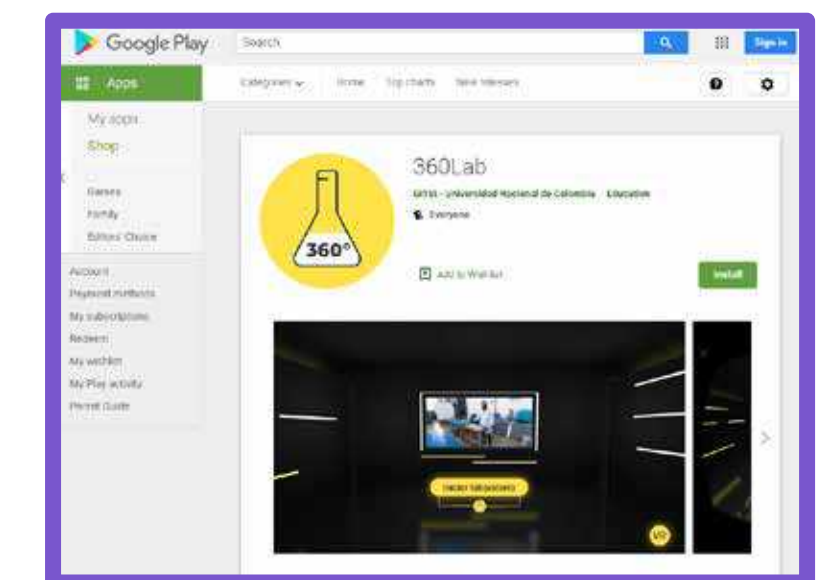 Google Play
Search
Sign in
Apps
Categories
Home
Top charts
New releases
My apps
Shop
Games
Family
Editors' Choice
Account
Payment methods
My subscriptions
Redeem
My wishlist
My Play activity
Parent Guide
360Lab
Universidad Nacional de Colombia
Education
Everyone
360°
Add to Wishlist
Install
VR